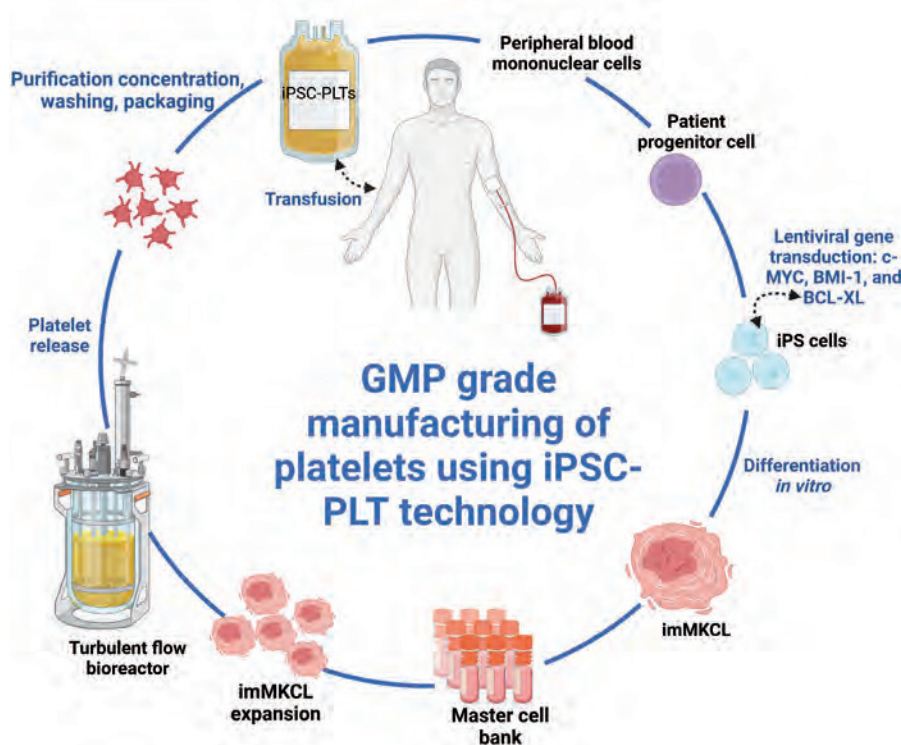 Peripheral blood
mononuclear cells
Patient
progenitor cell
Lentiviral gene
transduction: c-
MYC, BMI-1, and
BCL-XL
iPS cells
Differentiation
in vitro
imMKCL
Master cell
bank
imMKCL
expansion
Turbulent flow
bioreactor
Platelet
release
Purification concentration,
washing, packaging
iPSC-PLTs
Transfusion
GMP grade
manufacturing of
platelets using iPSC-
PLT technology